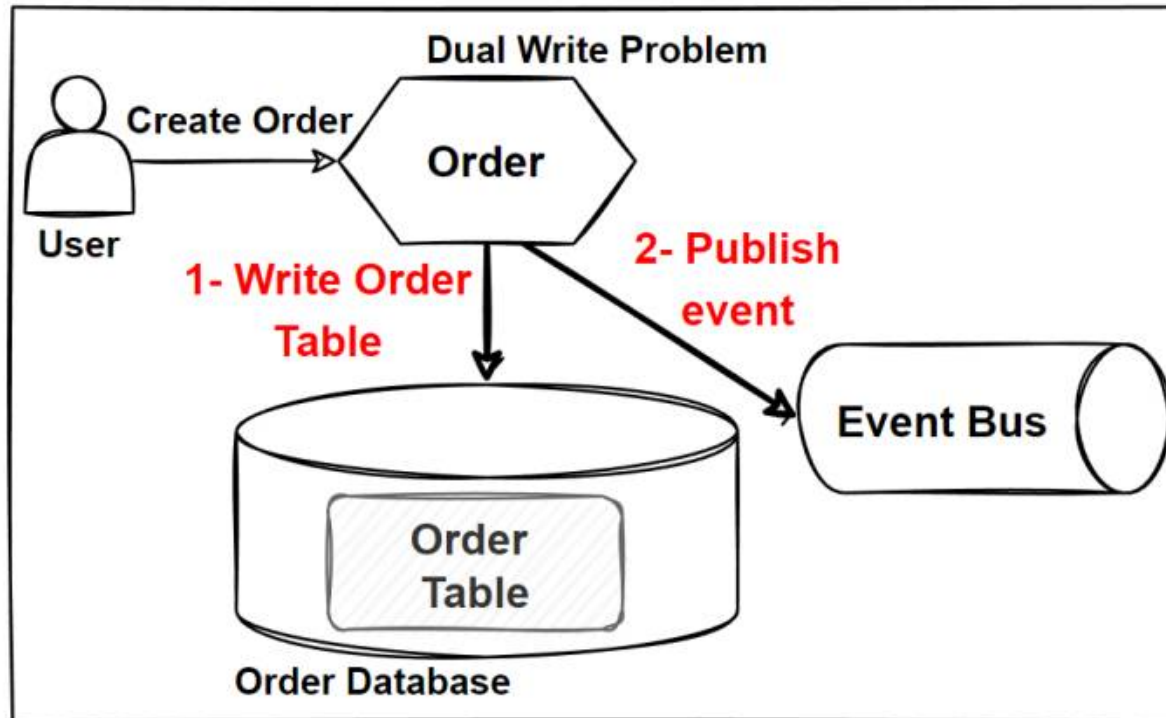 Dual Write Problem
Create Order
Order
User
1- Write Order
Table
2- Publish
event
Event Bus
Order
Table
Order Database